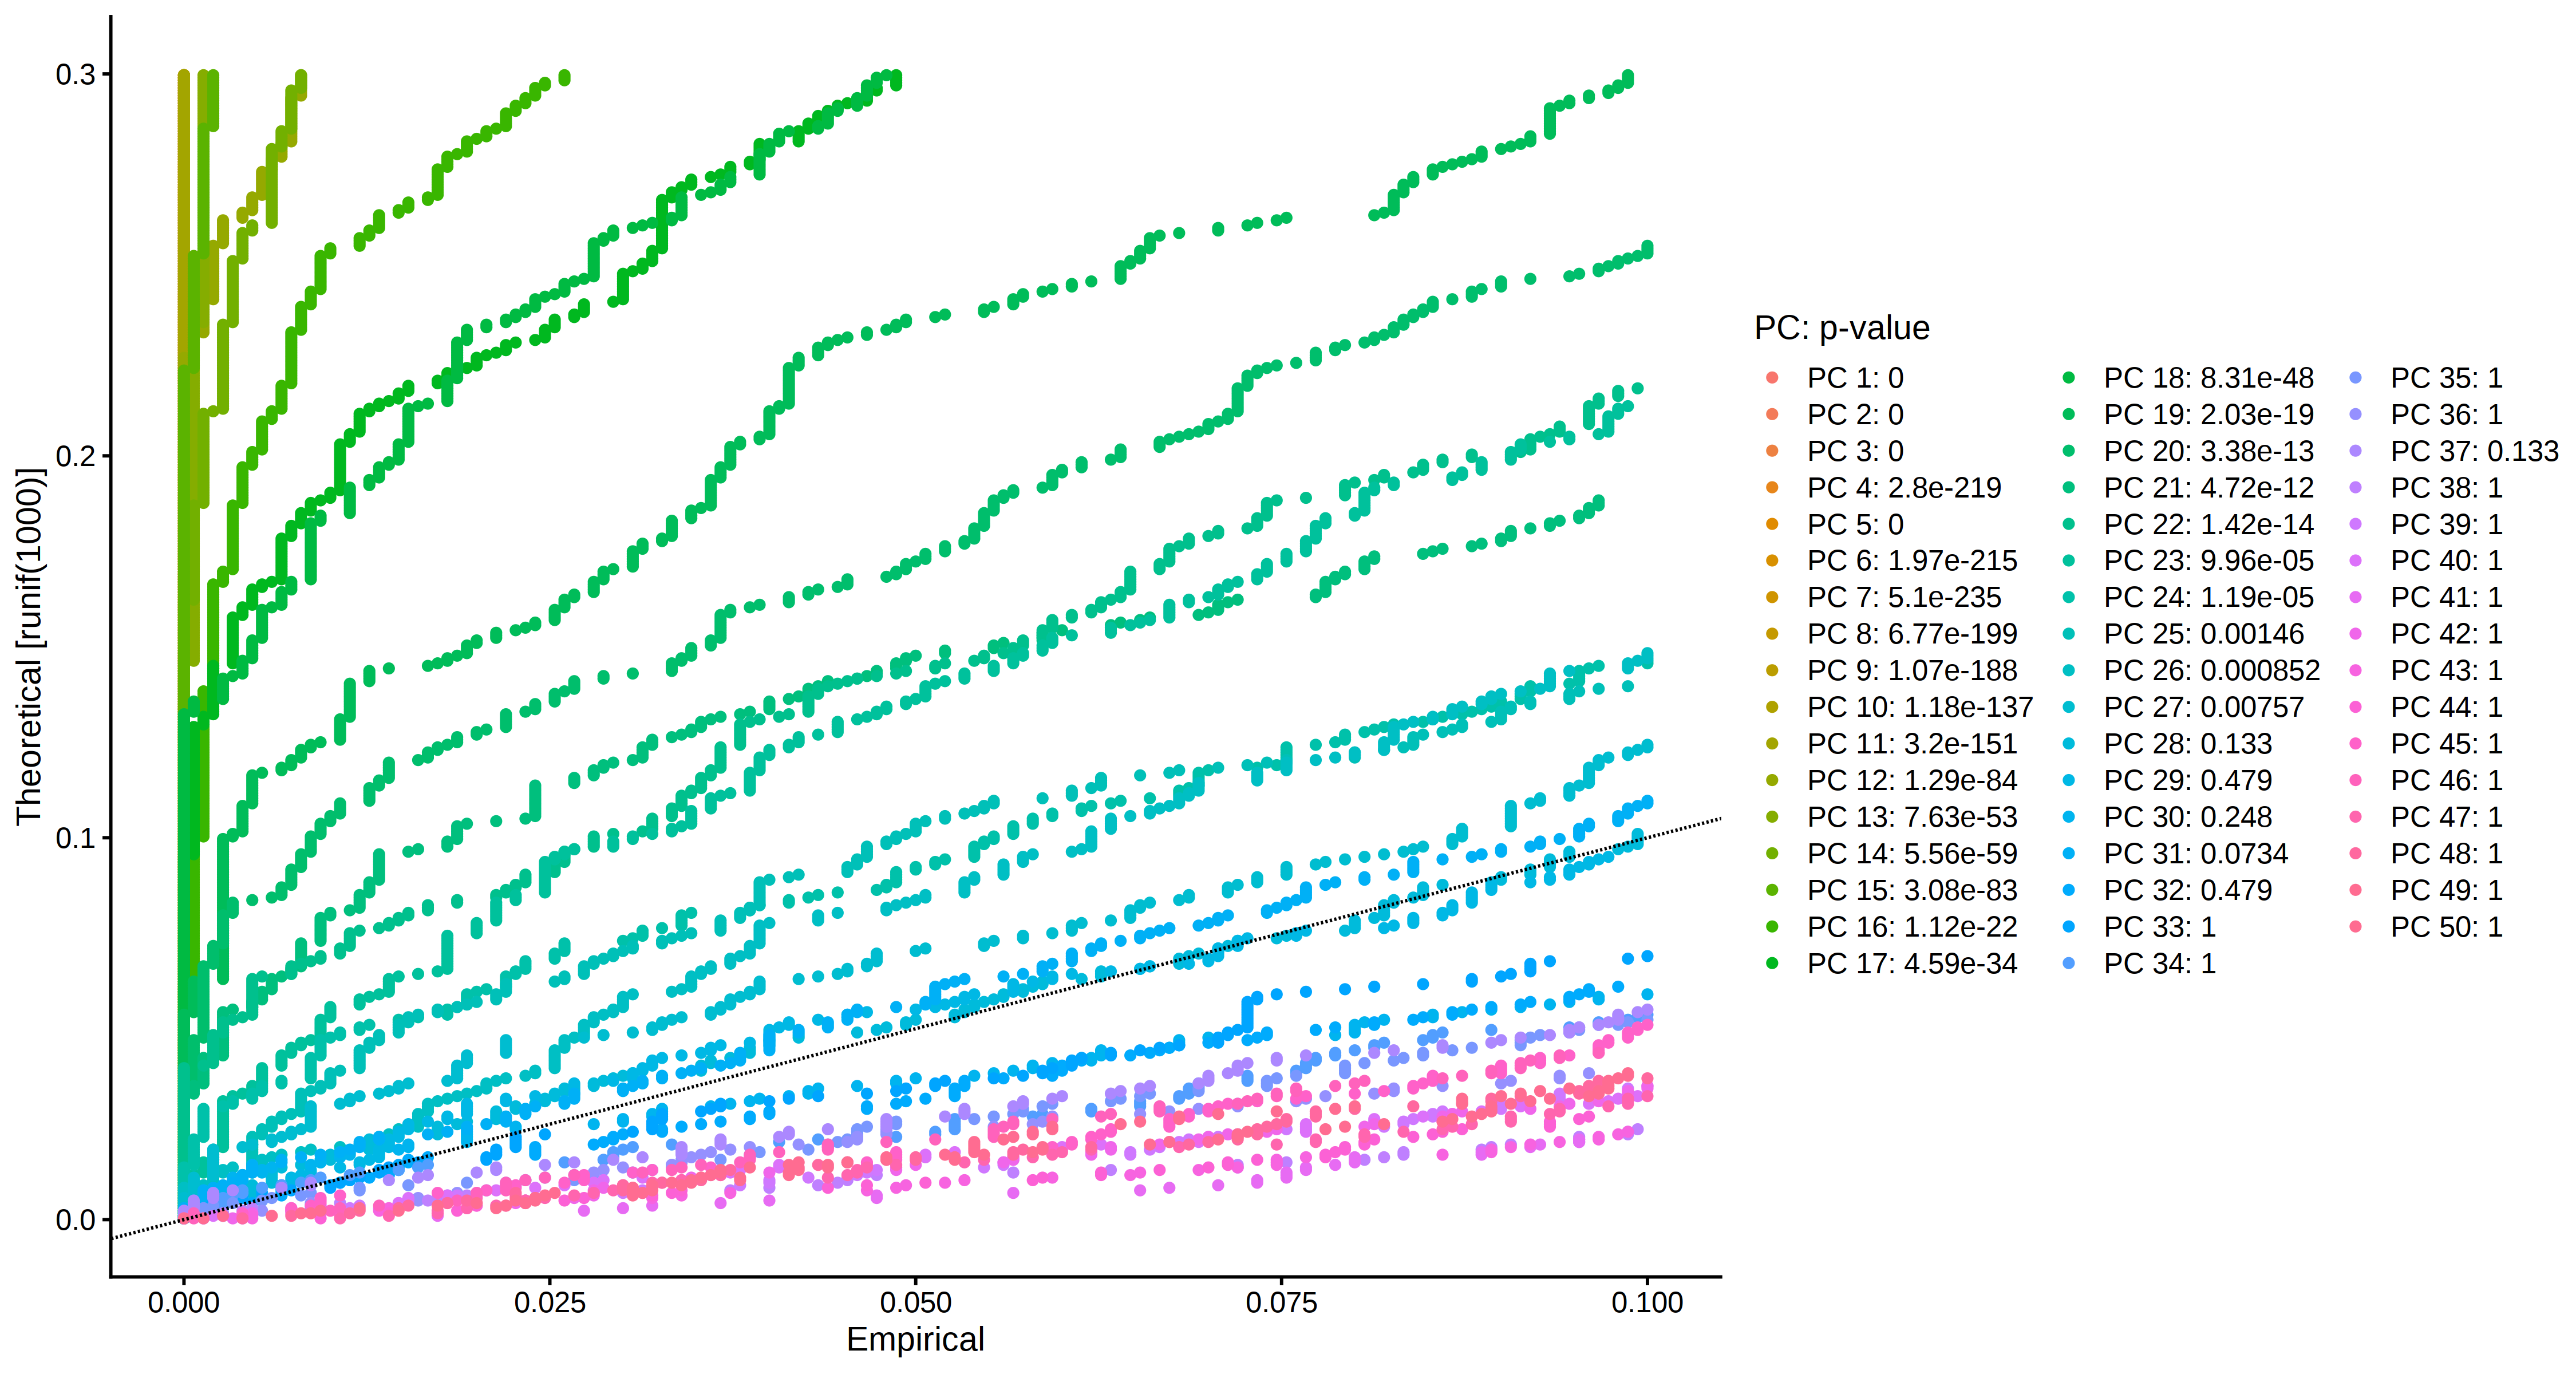 0.3
0.2
0.1
0.0
Theoretical [runif(1000)]
0.000
0.025
0.050
0.075
0.100
Empirical
PC: p-value
PC 1: 0
PC 2: 0
PC 3: 0
PC 4: 2.8e-219
PC 5: 0
PC 6: 1.97e-215
PC 7: 5.1e-235
PC 8: 6.77e-199
PC 9: 1.07e-188
PC 10: 1.18e-137
PC 11: 3.2e-151
PC 12: 1.29e-84
PC 13: 7.63e-53
PC 14: 5.56e-59
PC 15: 3.08e-83
PC 16: 1.12e-22
PC 17: 4.59e-34
PC 18: 8.31e-48
PC 19: 2.03e-19
PC 20: 3.38e-13
PC 21: 4.72e-12
PC 22: 1.42e-14
PC 23: 9.96e-05
PC 24: 1.19e-05
PC 25: 0.00146
PC 26: 0.000852
PC 27: 0.00757
PC 28: 0.133
PC 29: 0.479
PC 30: 0.248
PC 31: 0.0734
PC 32: 0.479
PC 33: 1
PC 34: 1
PC 35: 1
PC 36: 1
PC 37: 0.133
PC 38: 1
PC 39: 1
PC 40: 1
PC 41: 1
PC 42: 1
PC 43: 1
PC 44: 1
PC 45: 1
PC 46: 1
PC 47: 1
PC 48: 1
PC 49: 1
PC 50: 1